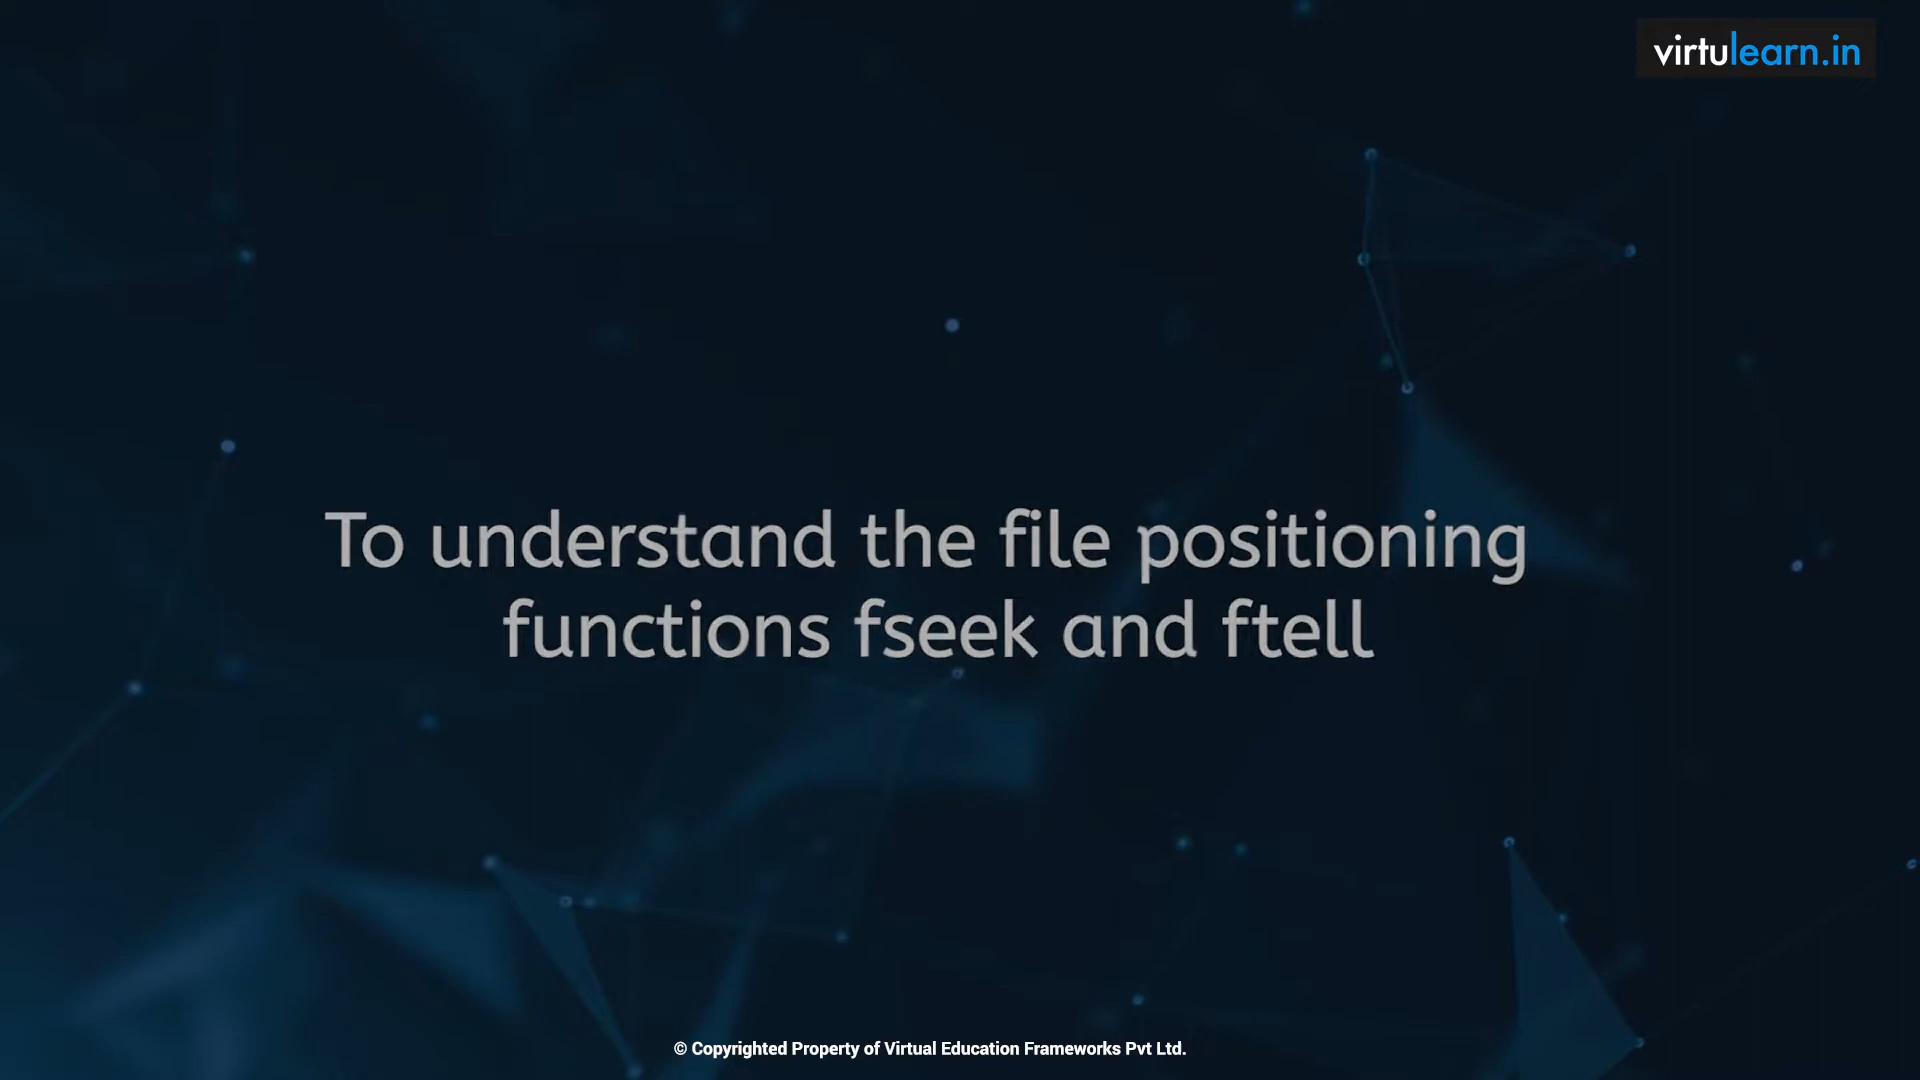 virtulearn.in
To understand the file positioning
functions fseek and ftell
© Copyrighted Property of Virtual Education Frameworks Pvt Ltd.